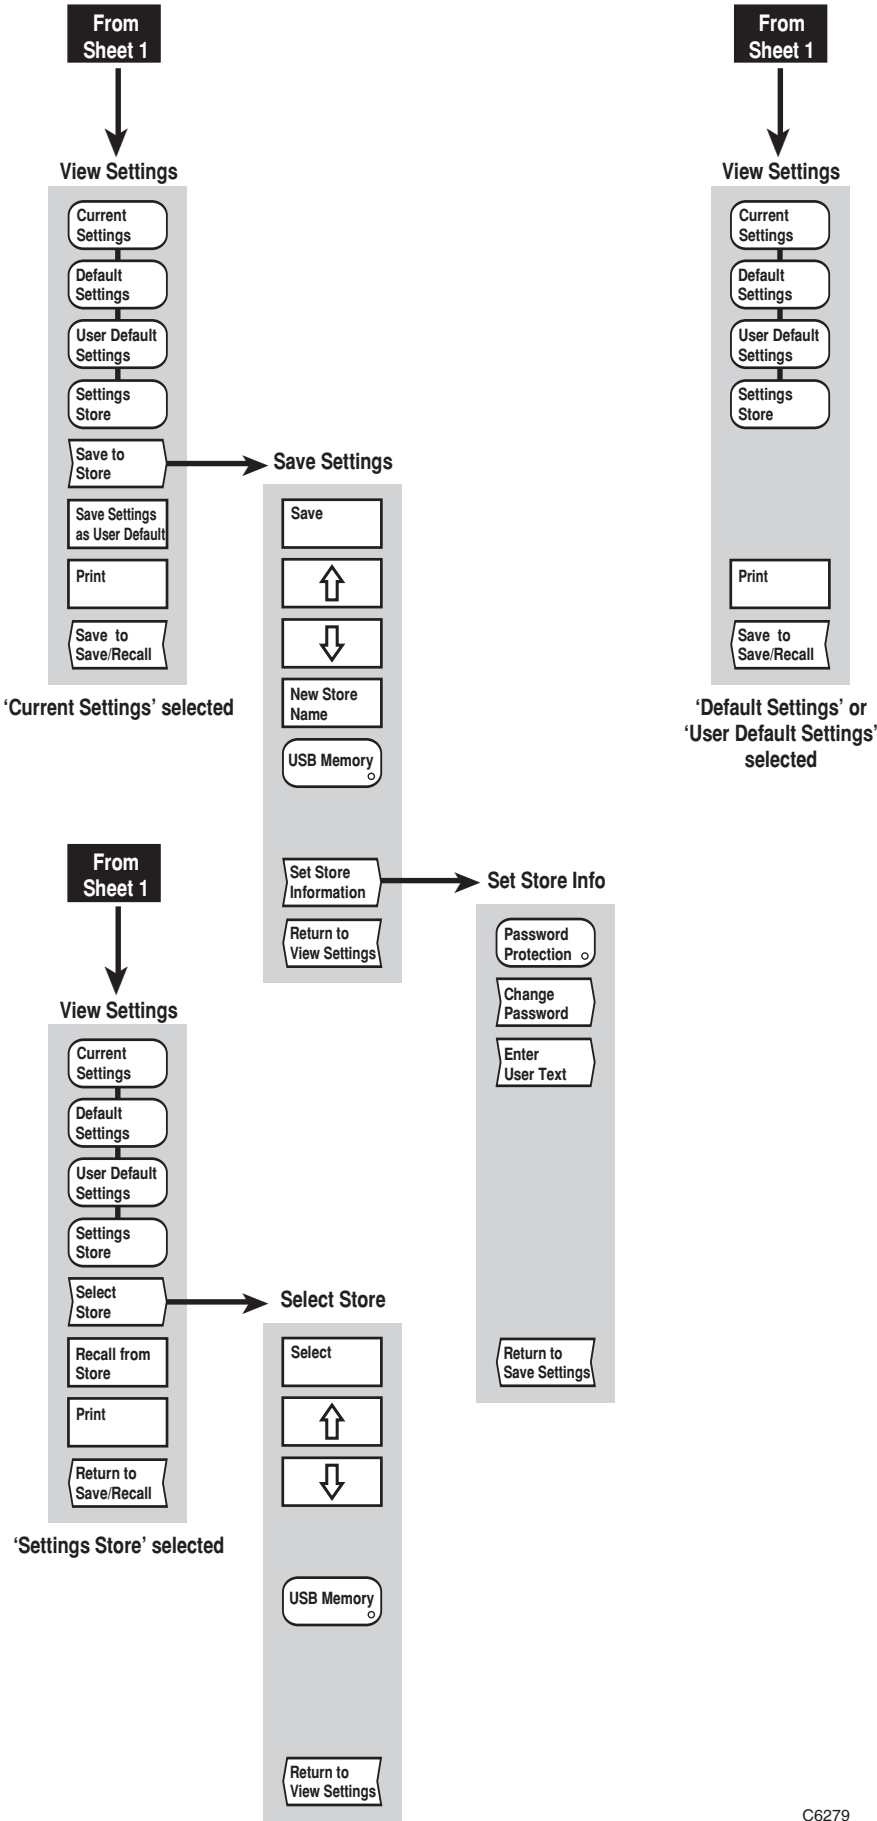 From
Sheet 1
View Settings
Current
Settings
Default
Settings
User Default
Settings
Settings
Store
Save to
Store
Save Settings
as User Default
Print
Save to
Save/Recall
‘Current Settings’ selected
Save Settings
Save
New Store
Name
USB Memory
Set Store
Information
Return to
View Settings
Set Store Info
Password
Protection
Change
Password
Enter
User Text
Return to
Save Settings
From
Sheet 1
View Settings
Current
Settings
Default
Settings
User Default
Settings
Settings
Store
Print
Save to
Save/Recall
‘Default Settings’ or
‘User Default Settings’
selected
From
Sheet 1
View Settings
Current
Settings
Default
Settings
User Default
Settings
Settings
Store
Select
Store
Recall from
Store
Print
Return to
Save/Recall
‘Settings Store’ selected
Select Store
Select
USB Memory
Return to
View Settings
C6279